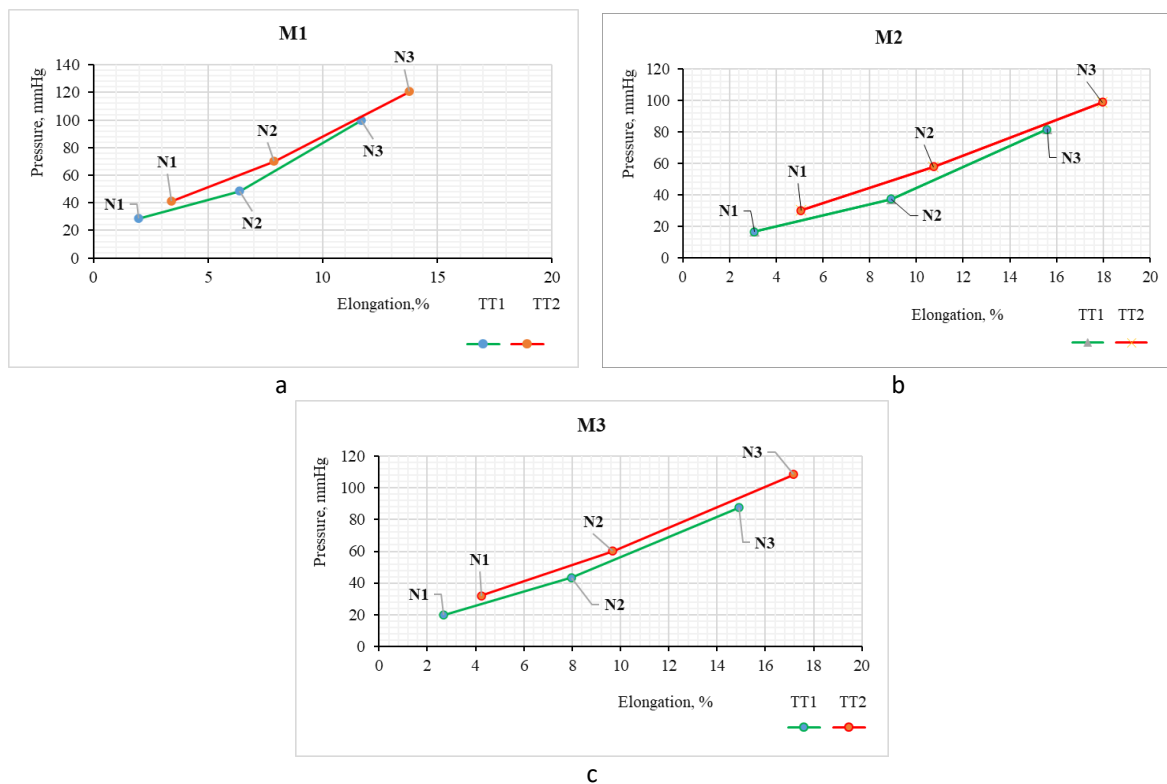 M1
Pressure, mmHg
140
120
100
80
60
40
20
0
N1
N1
N2
N2
N3
N3
0 5 10 15 20
Elongation,% TT1 TT2
a
M2
Pressure, mmHg
120
100
80
60
40
20
0
N1
N1
N2
N2
N3
N3
0 2 4 6 8 10 12 14 16 18 20
Elongation, % TT1 TT2
b
M3
Pressure, mmHg
120
100
80
60
40
20
0
N1
N1
N2
N2
N3
N3
0 2 4 6 8 10 12 14 16 18 20
Elongation, % TT1 TT2
c